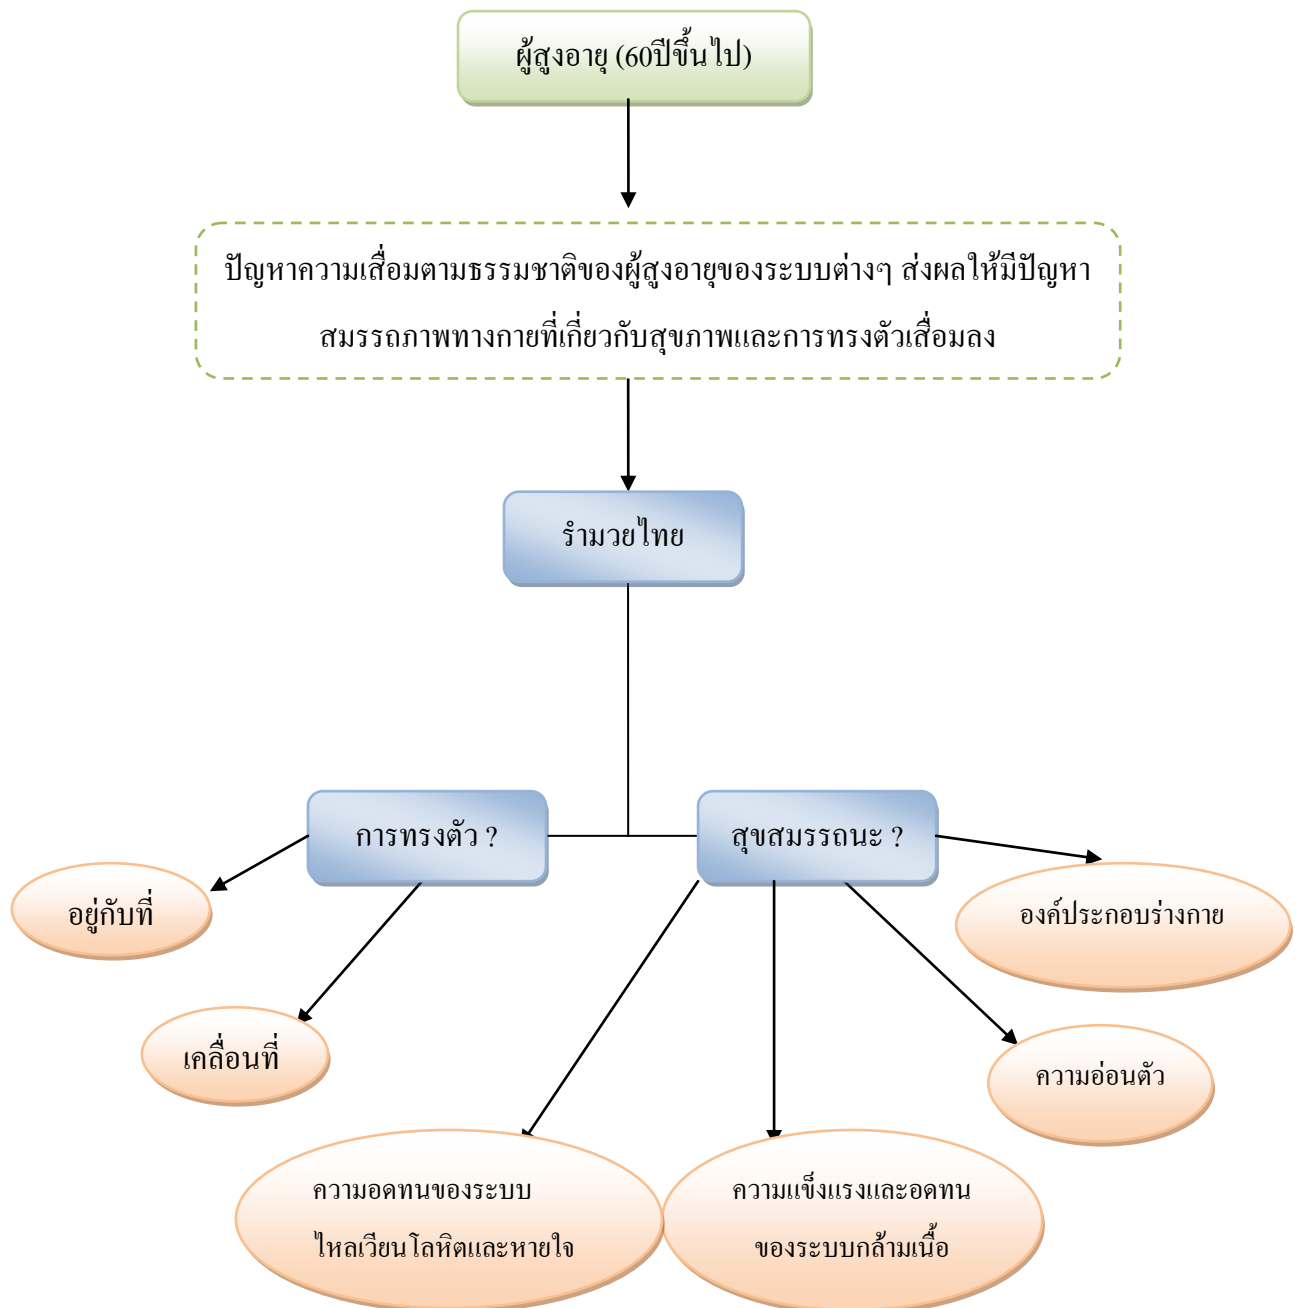 ผู้สูงอายุ (60ปีขึ้นไป)
ปัญหาความเสื่อมตามธรรมชาติของผู้สูงอายุของระบบต่างๆ ส่งผลให้มีปัญหา
สมรรถภาพทางกายที่เกี่ยวกับสุขภาพและการทรงตัวเสื่อมลง
รำมวยไทย
การทรงตัว ?
สุขสมรรถนะ ?
อยู่กับที่
องค์ประกอบร่างกาย
เคลื่อนที่
ความอ่อนตัว
ความอดทนของระบบ
ไหลเวียนโลหิตและหายใจ
ความแข็งแรงและอดทน
ของระบบกล้ามเนื้อ